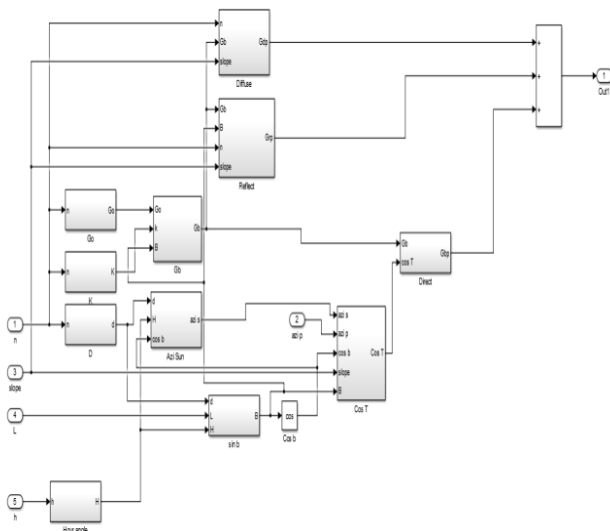 n
Gb
slope
Gdp
Diffuse
Gb
B
n
slope
Grp
Reflect
+
+
+
1
Out1
n
Go
Go
Go
k
B
Gb
Gb
n
K
K
Gb
cos T
Gbp
Direct
1
n
n
d
D
d
H
cos b
azi s
Azi Sun
2
azi p
azi s
azi p
cos b
slope
B
Cos T
Cos T
3
slope
4
L
d
L
H
B
sin b
cos
Cos b
5
h
h
H
Hour angle